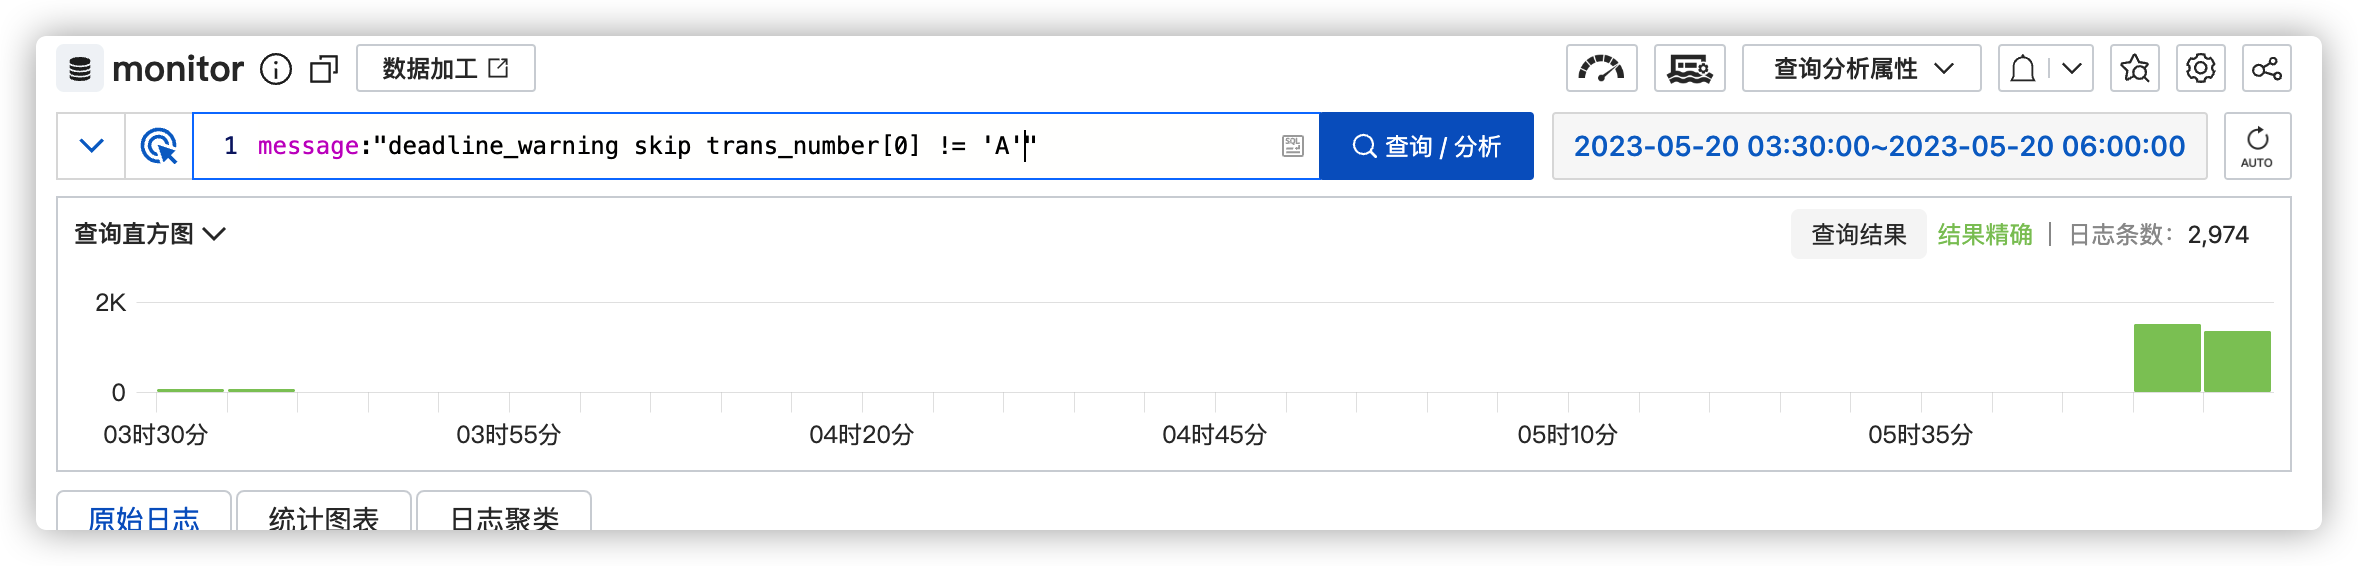 monitor 数据加工 查询分析属性
1 message:"deadline_warning skip trans_number[0] != 'A'" 查询 / 分析 2023-05-20 03:30:00~2023-05-20 06:00:00 AUTO
查询直方图 查询结果 结果精确 日志条数: 2,974
2K
0
03时30分 03时55分 04时20分 04时45分 05时10分 05时35分
原始日志 统计图表 日志聚类